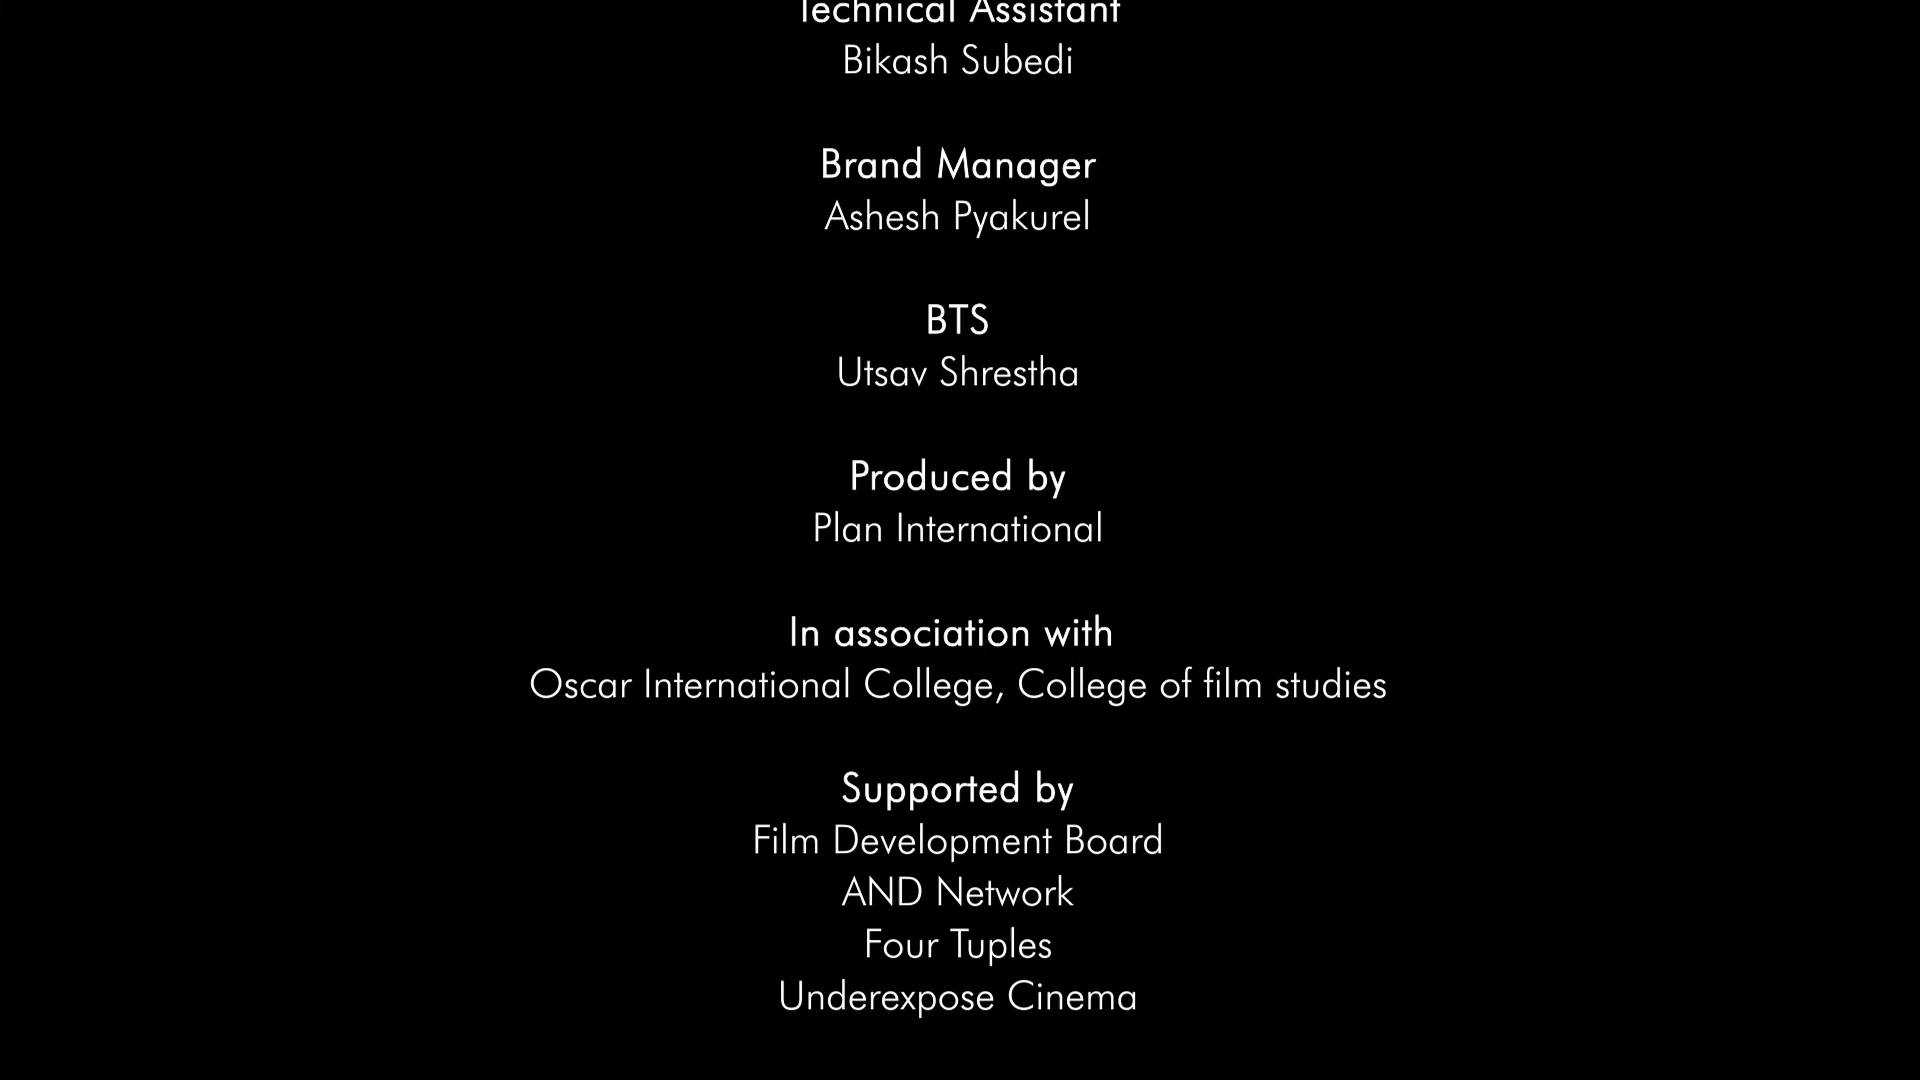 Technical Assistant
Bikash Subedi
Brand Manager
Ashesh Pyakurel
BTS
Utsav Shrestha
Produced by
Plan International
In association with
Oscar International College, College of film studies
Supported by
Film Development Board
AND Network
Four Tuples
Underexpose Cinema